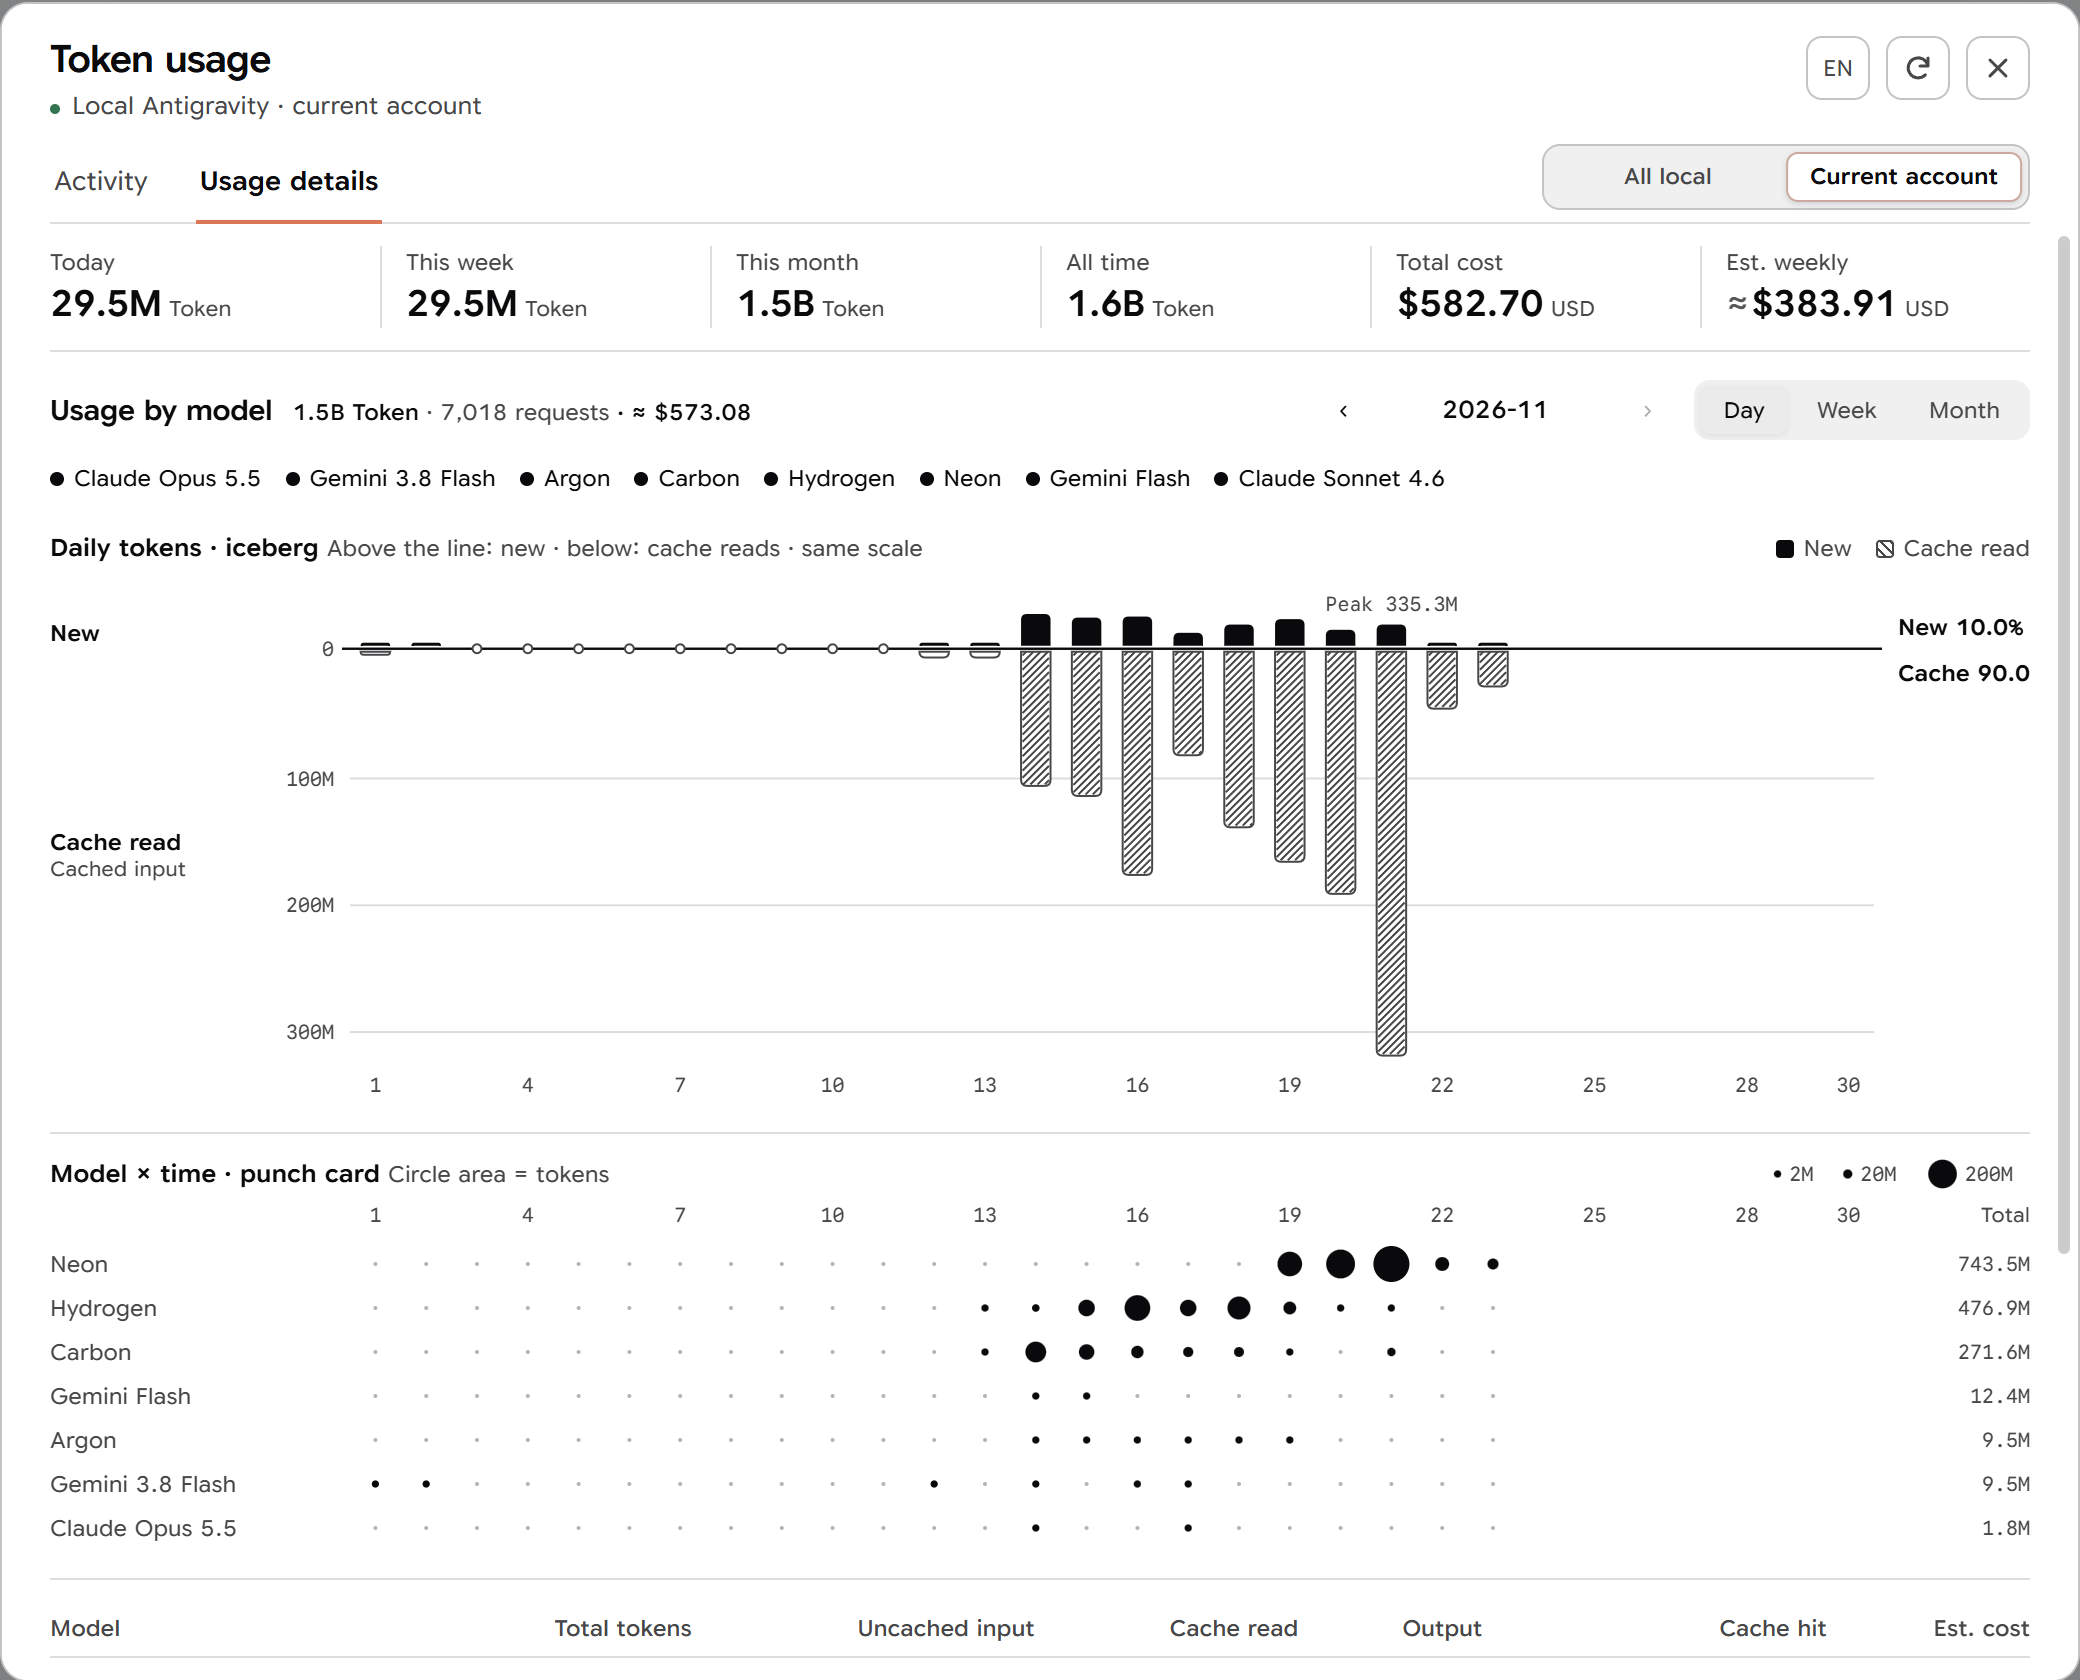 Token usage
EN
Local Antigravity · current account
Activity
Usage details
All local
Current account
Today
29.5M Token
This week
29.5M Token
This month
1.5B Token
All time
1.6B Token
Total cost
$582.70 USD
Est. weekly
≈$383.91 USD
Usage by model 1.5B Token · 7,018 requests · ≈ $573.08
‹ 2026-11 ›
Day Week Month
Claude Opus 5.5 Gemini 3.8 Flash Argon Carbon Hydrogen Neon Gemini Flash Claude Sonnet 4.6
Daily tokens · iceberg Above the line: new · below: cache reads · same scale
New Cache read
Peak 335.3M
New
0
New 10.0%
Cache 90.0
100M
Cache read
Cached input
200M
300M
1 4 7 10 13 16 19 22 25 28 30
Model × time · punch card Circle area = tokens
2M 20M 200M
1 4 7 10 13 16 19 22 25 28 30 Total
Neon 743.5M
Hydrogen 476.9M
Carbon 271.6M
Gemini Flash 12.4M
Argon 9.5M
Gemini 3.8 Flash 9.5M
Claude Opus 5.5 1.8M
Model Total tokens Uncached input Cache read Output Cache hit Est. cost